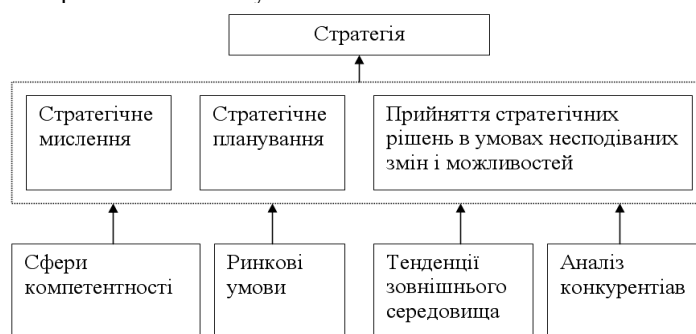 Стратегія
Стратегічне
мислення
Стратегічне
планування
Прийняття стратегічних
рішень в умовах несподіваних
змін і можливостей
Сфери
компетентності
Ринкові
умови
Тенденції
зовнішнього
середовища
Аналіз
конкурентіав